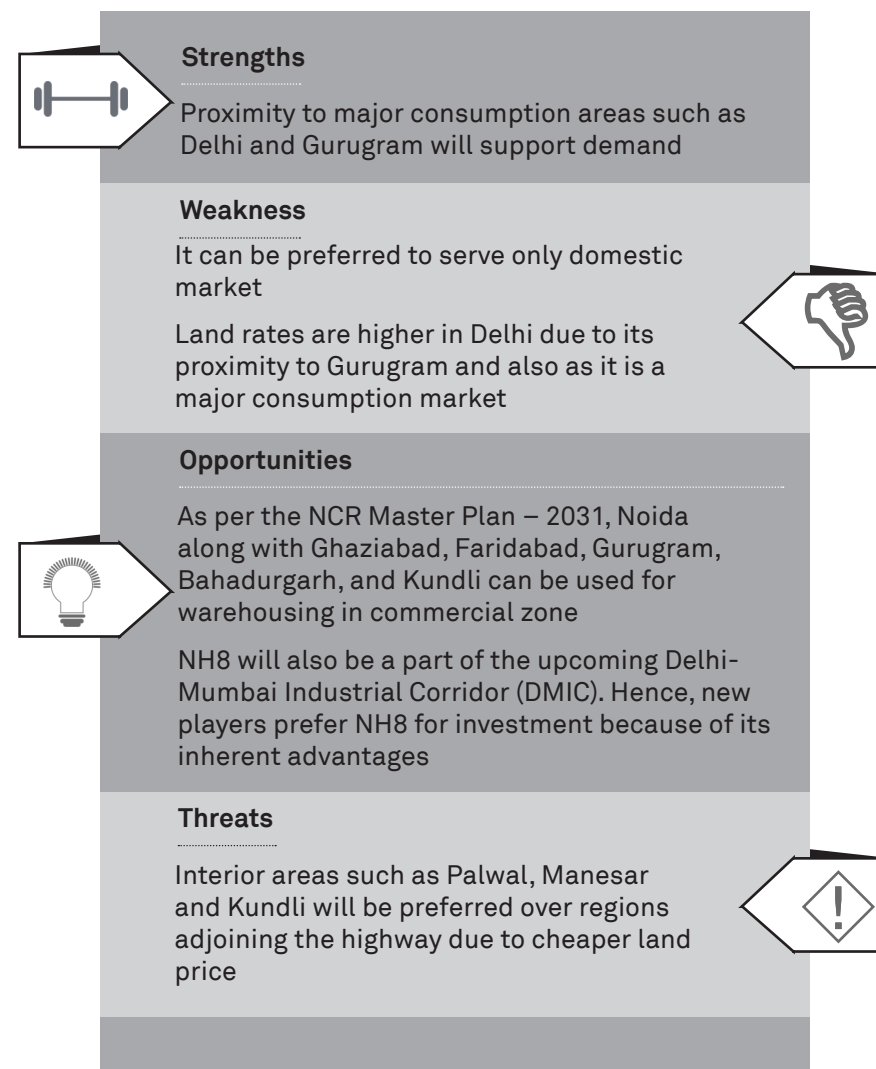 Strengths
Proximity to major consumption areas such as
Delhi and Gurugram will support demand
Weakness
It can be preferred to serve only domestic
market
Land rates are higher in Delhi due to its
proximity to Gurugram and also as it is a
major consumption market
Opportunities
As per the NCR Master Plan – 2031, Noida
along with Ghaziabad, Faridabad, Gurugram,
Bahadurgarh, and Kundli can be used for
warehousing in commercial zone
NH8 will also be a part of the upcoming Delhi-
Mumbai Industrial Corridor (DMIC). Hence, new
players prefer NH8 for investment because of its
inherent advantages
Threats
Interior areas such as Palwal, Manesar
and Kundli will be preferred over regions
adjoining the highway due to cheaper land
price